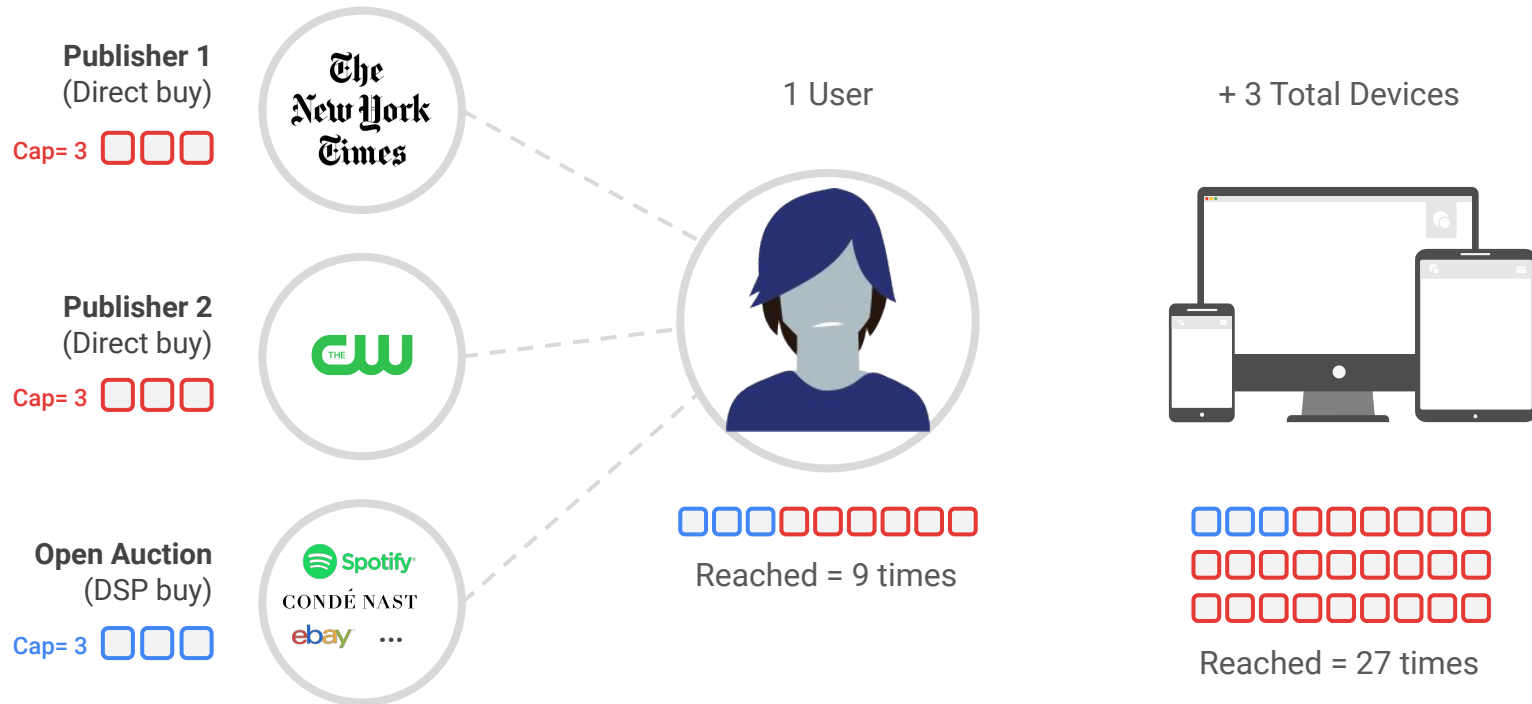 Publisher 1
(Direct buy)
Cap= 3
The
New York
Times
Publisher 2
(Direct buy)
Cap= 3
THE CW
Open Auction
(DSP buy)
Cap= 3
Spotify
CONDÉ NAST
ebay ...
1 User
Reached = 9 times
+ 3 Total Devices
Reached = 27 times